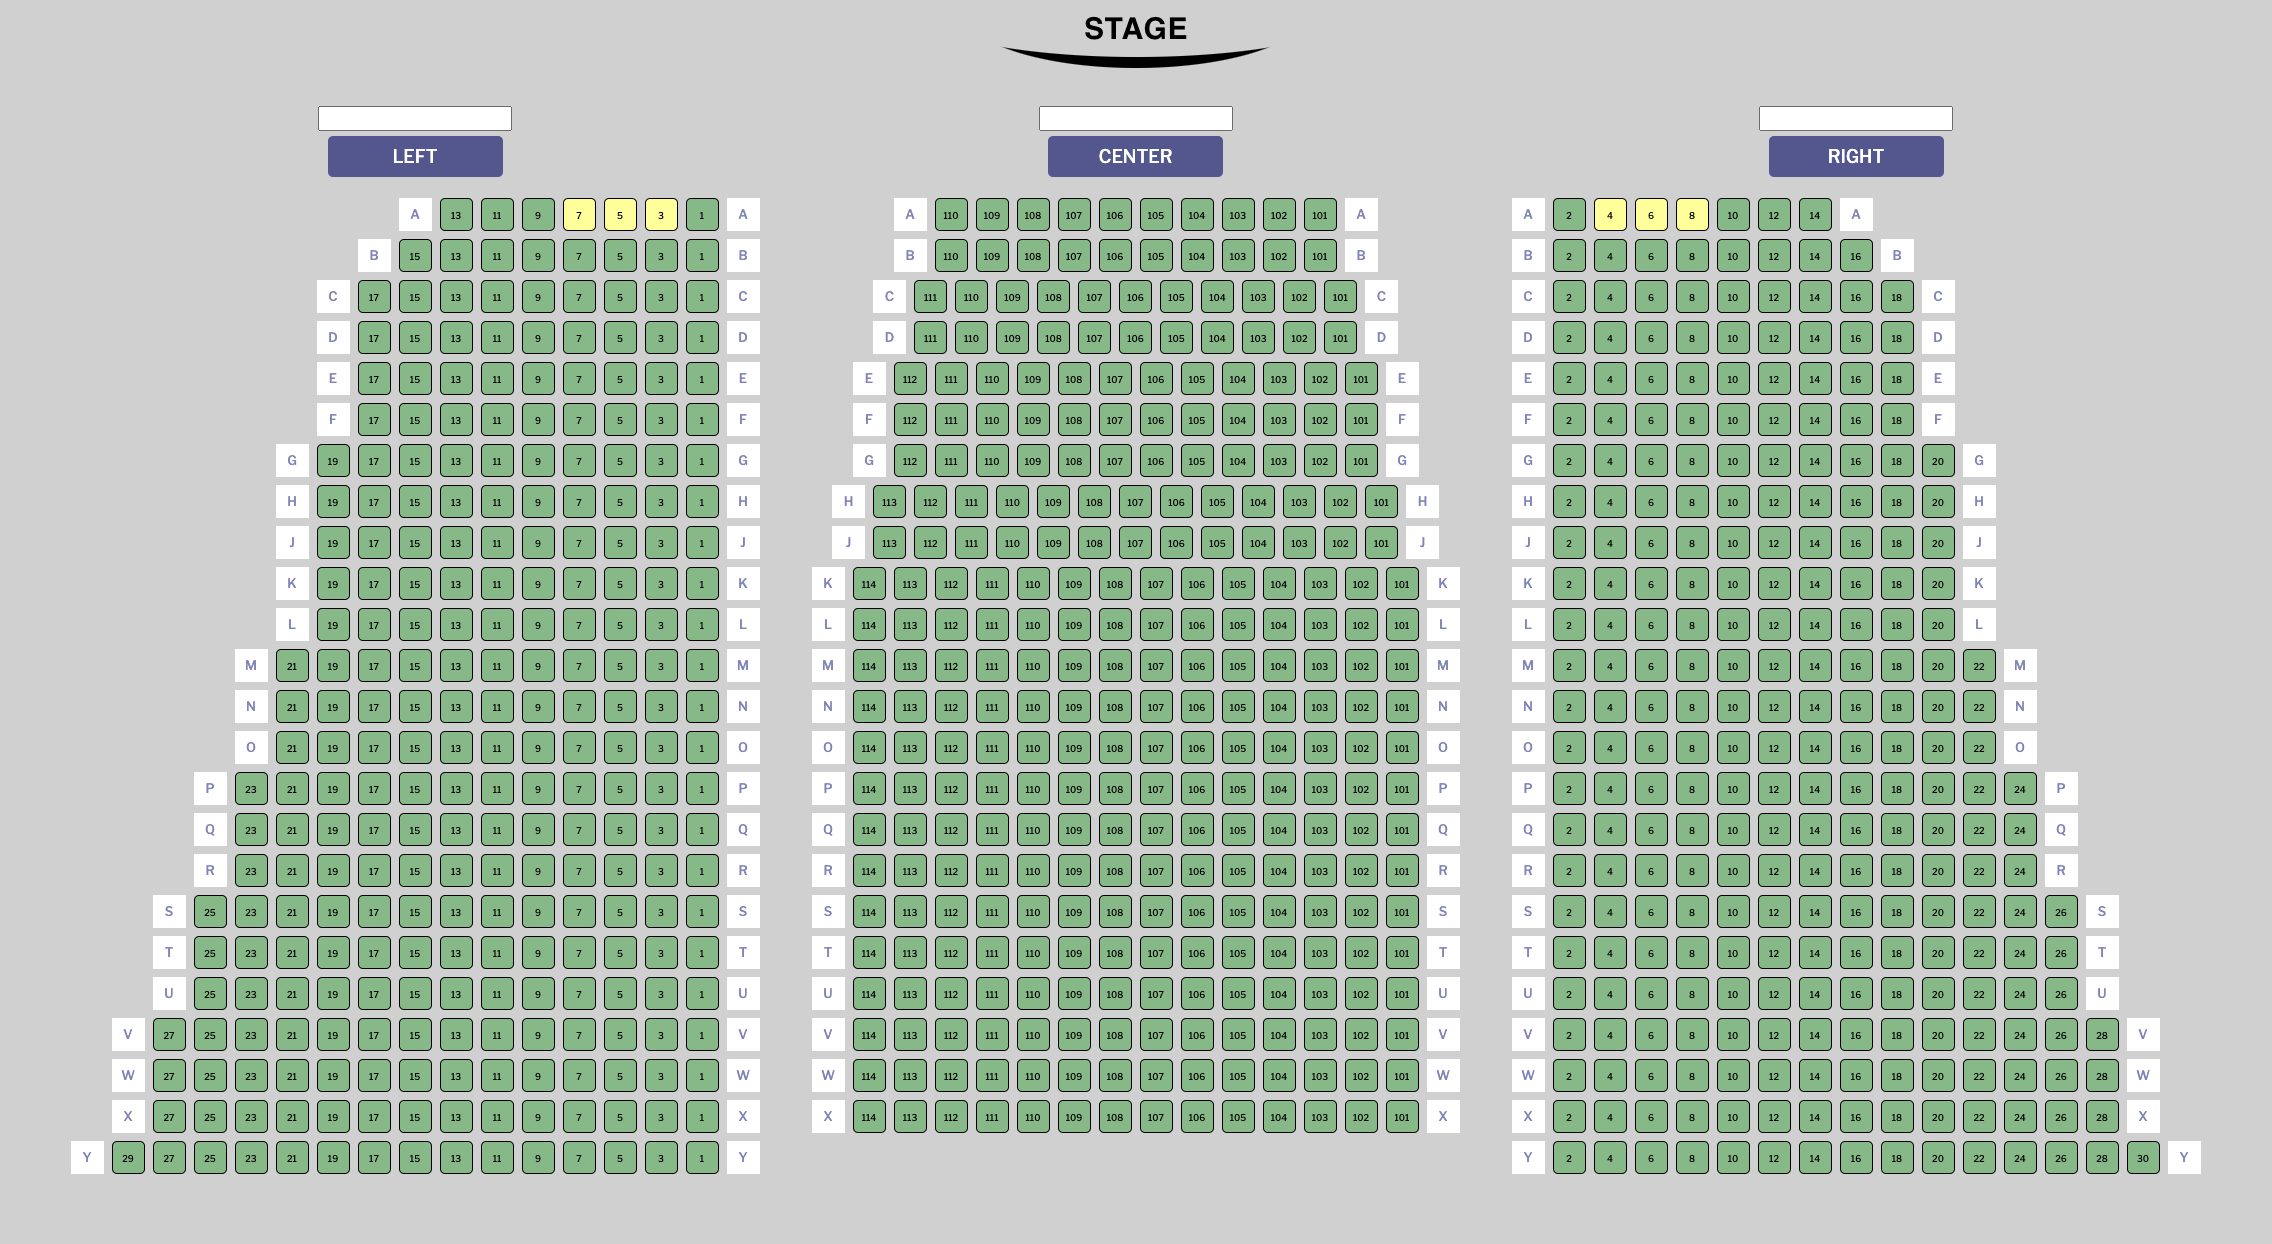 STAGE
LEFT CENTER RIGHT
A 13 11 9 7 5 3 1 A A 110 109 108 107 106 105 104 103 102 101 A A 2 4 6 8 10 12 14 A
B 15 13 11 9 7 5 3 1 B B 110 109 108 107 106 105 104 103 102 101 B B 2 4 6 8 10 12 14 16 B
C 17 15 13 11 9 7 5 3 1 C C 111 110 109 108 107 106 105 104 103 102 101 C C 2 4 6 8 10 12 14 16 18 C
D 17 15 13 11 9 7 5 3 1 D D 111 110 109 108 107 106 105 104 103 102 101 D D 2 4 6 8 10 12 14 16 18 D
E 17 15 13 11 9 7 5 3 1 E E 112 111 110 109 108 107 106 105 104 103 102 101 E E 2 4 6 8 10 12 14 16 18 E
F 17 15 13 11 9 7 5 3 1 F F 112 111 110 109 108 107 106 105 104 103 102 101 F F 2 4 6 8 10 12 14 16 18 F
G 19 17 15 13 11 9 7 5 3 1 G G 112 111 110 109 108 107 106 105 104 103 102 101 G G 2 4 6 8 10 12 14 16 18 20 G
H 19 17 15 13 11 9 7 5 3 1 H H 113 112 111 110 109 108 107 106 105 104 103 102 101 H H 2 4 6 8 10 12 14 16 18 20 H
J 19 17 15 13 11 9 7 5 3 1 J J 113 112 111 110 109 108 107 106 105 104 103 102 101 J J 2 4 6 8 10 12 14 16 18 20 J
K 19 17 15 13 11 9 7 5 3 1 K K 114 113 112 111 110 109 108 107 106 105 104 103 102 101 K K 2 4 6 8 10 12 14 16 18 20 K
L 19 17 15 13 11 9 7 5 3 1 L L 114 113 112 111 110 109 108 107 106 105 104 103 102 101 L L 2 4 6 8 10 12 14 16 18 20 L
M 21 19 17 15 13 11 9 7 5 3 1 M M 114 113 112 111 110 109 108 107 106 105 104 103 102 101 M M 2 4 6 8 10 12 14 16 18 20 22 M
N 21 19 17 15 13 11 9 7 5 3 1 N N 114 113 112 111 110 109 108 107 106 105 104 103 102 101 N N 2 4 6 8 10 12 14 16 18 20 22 N
O 21 19 17 15 13 11 9 7 5 3 1 O O 114 113 112 111 110 109 108 107 106 105 104 103 102 101 O O 2 4 6 8 10 12 14 16 18 20 22 O
P 23 21 19 17 15 13 11 9 7 5 3 1 P P 114 113 112 111 110 109 108 107 106 105 104 103 102 101 P P 2 4 6 8 10 12 14 16 18 20 22 24 P
Q 23 21 19 17 15 13 11 9 7 5 3 1 Q Q 114 113 112 111 110 109 108 107 106 105 104 103 102 101 Q Q 2 4 6 8 10 12 14 16 18 20 22 24 Q
R 23 21 19 17 15 13 11 9 7 5 3 1 R R 114 113 112 111 110 109 108 107 106 105 104 103 102 101 R R 2 4 6 8 10 12 14 16 18 20 22 24 R
S 25 23 21 19 17 15 13 11 9 7 5 3 1 S S 114 113 112 111 110 109 108 107 106 105 104 103 102 101 S S 2 4 6 8 10 12 14 16 18 20 22 24 26 S
T 25 23 21 19 17 15 13 11 9 7 5 3 1 T T 114 113 112 111 110 109 108 107 106 105 104 103 102 101 T T 2 4 6 8 10 12 14 16 18 20 22 24 26 T
U 25 23 21 19 17 15 13 11 9 7 5 3 1 U U 114 113 112 111 110 109 108 107 106 105 104 103 102 101 U U 2 4 6 8 10 12 14 16 18 20 22 24 26 U
V 27 25 23 21 19 17 15 13 11 9 7 5 3 1 V V 114 113 112 111 110 109 108 107 106 105 104 103 102 101 V V 2 4 6 8 10 12 14 16 18 20 22 24 26 28 V
W 27 25 23 21 19 17 15 13 11 9 7 5 3 1 W W 114 113 112 111 110 109 108 107 106 105 104 103 102 101 W W 2 4 6 8 10 12 14 16 18 20 22 24 26 28 W
X 27 25 23 21 19 17 15 13 11 9 7 5 3 1 X X 114 113 112 111 110 109 108 107 106 105 104 103 102 101 X X 2 4 6 8 10 12 14 16 18 20 22 24 26 28 X
Y 29 27 25 23 21 19 17 15 13 11 9 7 5 3 1 Y Y 2 4 6 8 10 12 14 16 18 20 22 24 26 28 30 Y